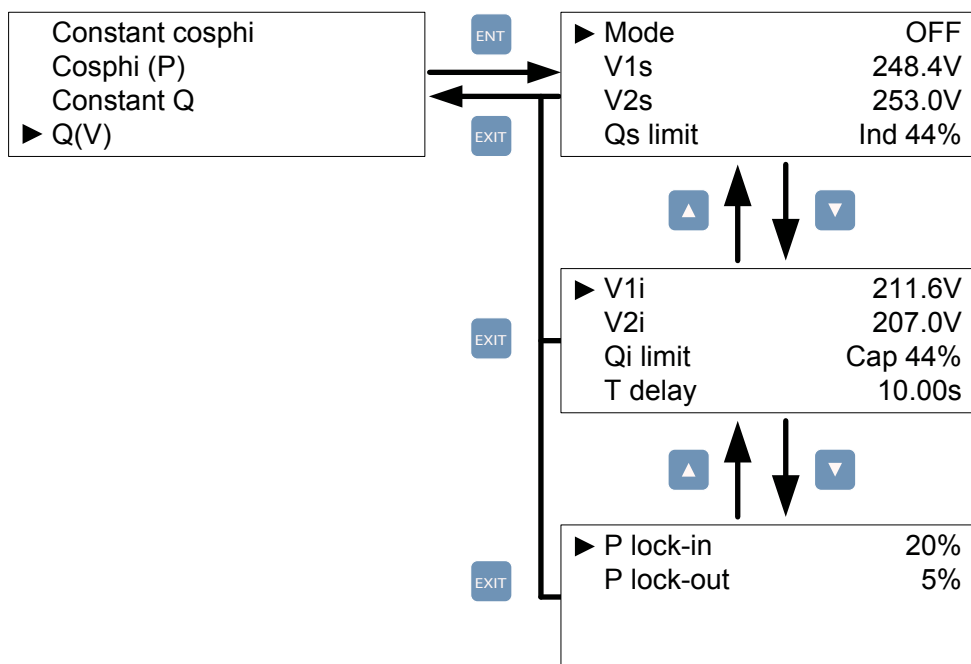 Constant cosphi
Cosphi (P)
Constant Q
▶ Q(V)
ENT
EXIT
▶ Mode OFF
V1s 248.4V
V2s 253.0V
Qs limit Ind 44%
▲ ▼
EXIT
▶ V1i 211.6V
V2i 207.0V
Qi limit Cap 44%
T delay 10.00s
▲ ▼
EXIT
▶ P lock-in 20%
P lock-out 5%